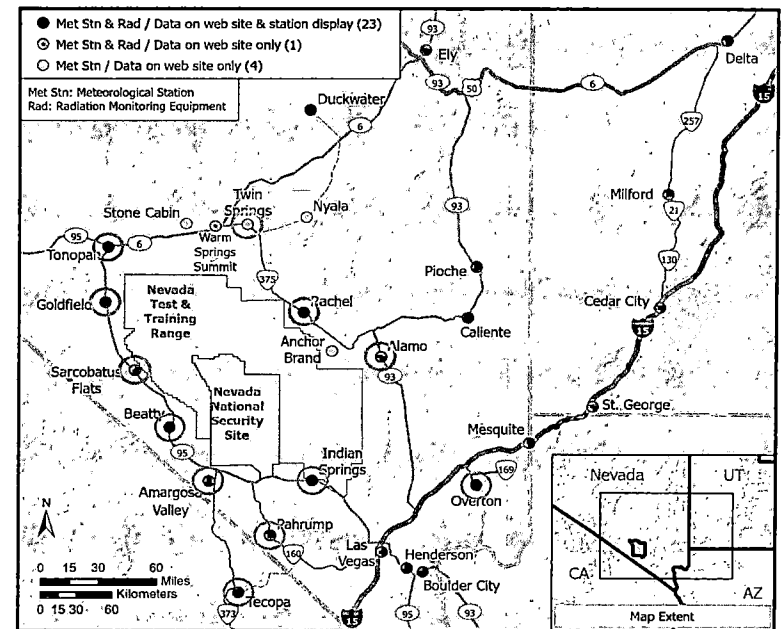 Met Stn & Rad / Data on web site & station display (23)
Met Stn & Rad / Data on web site only (1)
Met Stn / Data on web site only (4)
Met Stn: Meteorological Station
Rad: Radiation Monitoring Equipment
93
Ely
Delta
93
50
6
15
Duckwater
6
257
Twin
Springs
Nyala
Milford
21
Stone Cabin
93
95
6
Warm
Springs
Summit
Tonopah
375
130
Pioche
Nevada
Test &
Training
Range
Goldfield
Rachel
Cedar City
15
Caliente
Anchor
Brand
Alamo
93
Sarcobatus
Flats
Nevada
National
Security
Site
Beatty
St. George
Mesquite
95
Indian
Springs
169
Nevada
UT
Amargosa
Valley
Overton
N
Pahrump
160
Las
Vegas
Henderson
Boulder City
CA
AZ
0 15 30 60
Miles
Kilometers
0 15 30 60
Tecopa
373
15
95
93
Map Extent